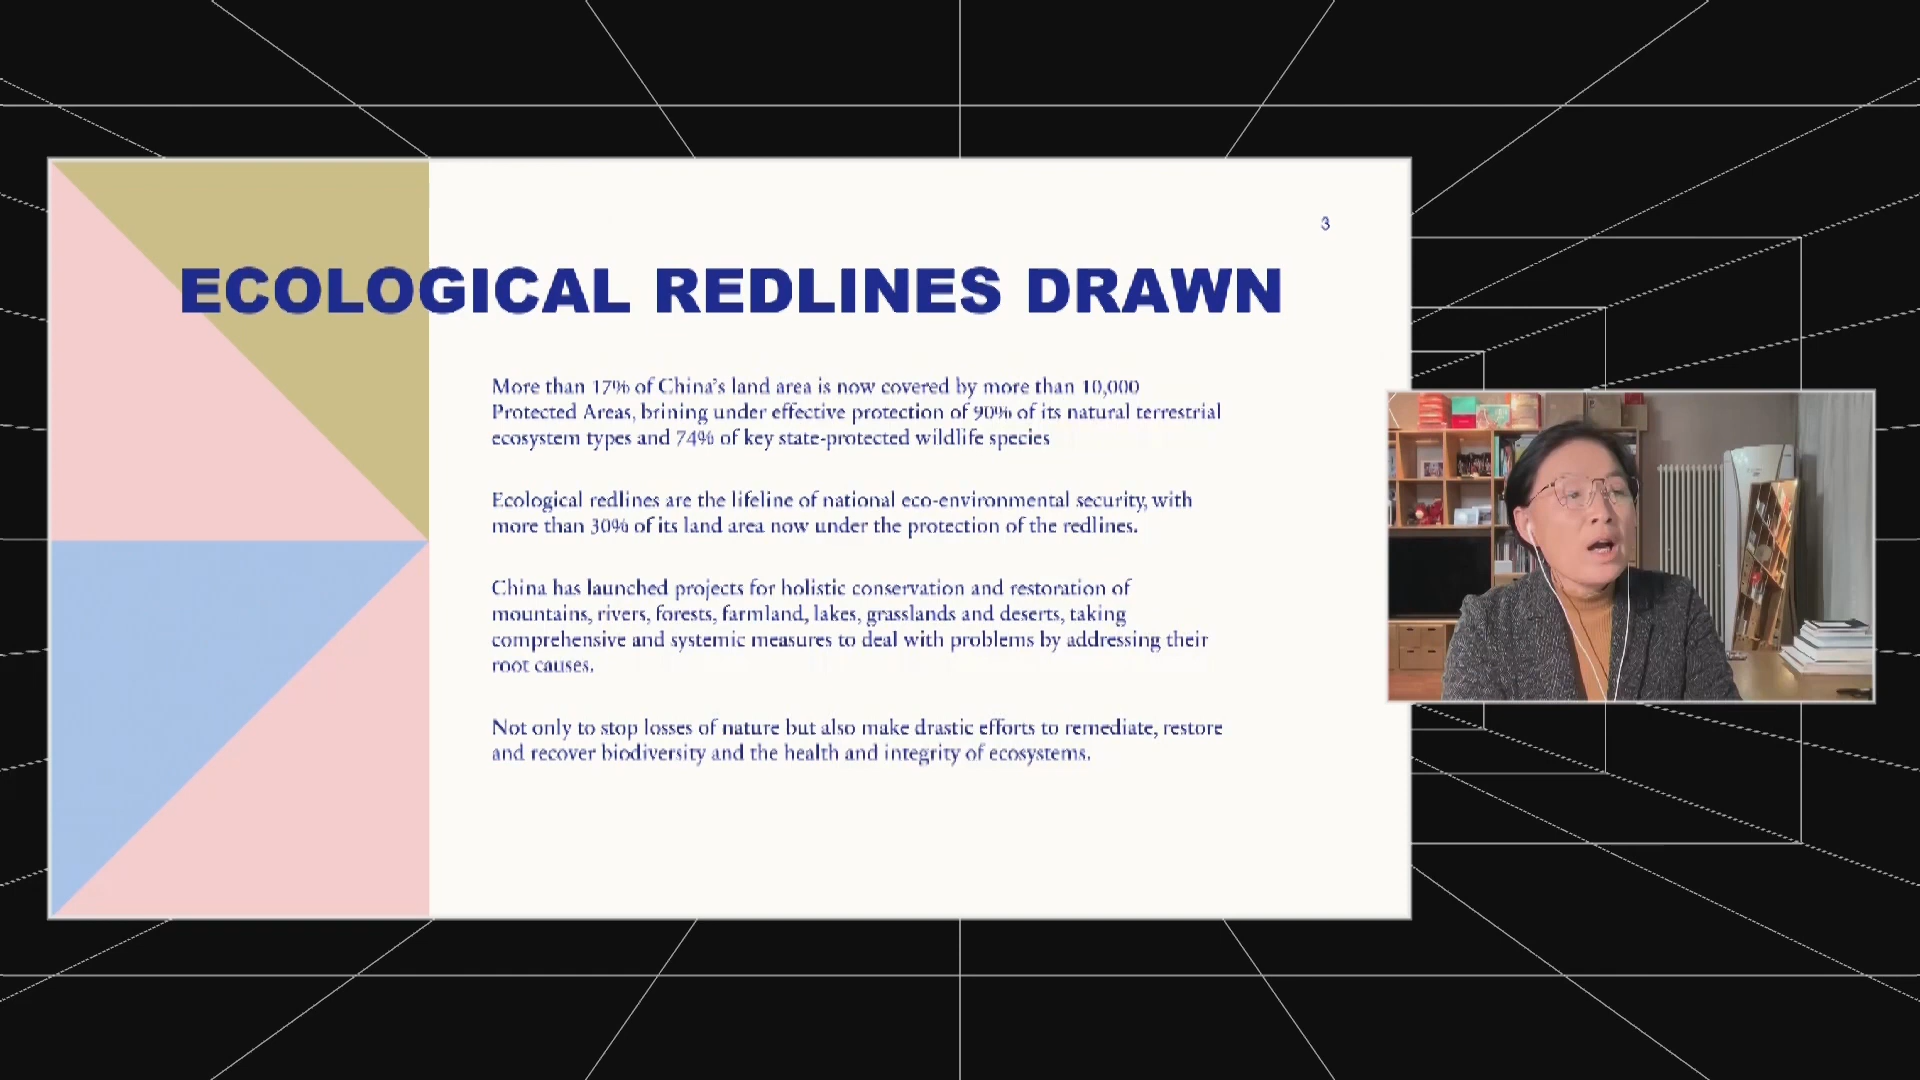 3
ECOLOGICAL REDLINES DRAWN
More than 17% of China's land area is now covered by more than 10,000
Protected Areas, brining under effective protection of 90% of its natural terrestrial
ecosystem types and 74% of key state-protected wildlife species
Ecological redlines are the lifeline of national eco-environmental security, with
more than 30% of its land area now under the protection of the redlines.
China has launched projects for holistic conservation and restoration of
mountains, rivers, forests, farmland, lakes, grasslands and deserts, taking
comprehensive and systemic measures to deal with problems by addressing their
root causes.
Not only to stop losses of nature but also make drastic efforts to remediate, restore
and recover biodiversity and the health and integrity of ecosystems.